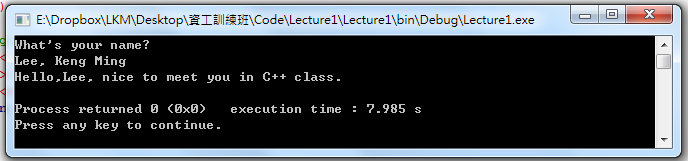 E:\Dropbox\LKM\Desktop\資工訓練班\Code\Lecture1\Lecture1\bin\Debug\Lecture1.exe
What's your name?
Lee, Keng Ming
Hello,Lee, nice to meet you in C++ class.
Process returned 0 (0x0)   execution time : 7.985 s
Press any key to continue.